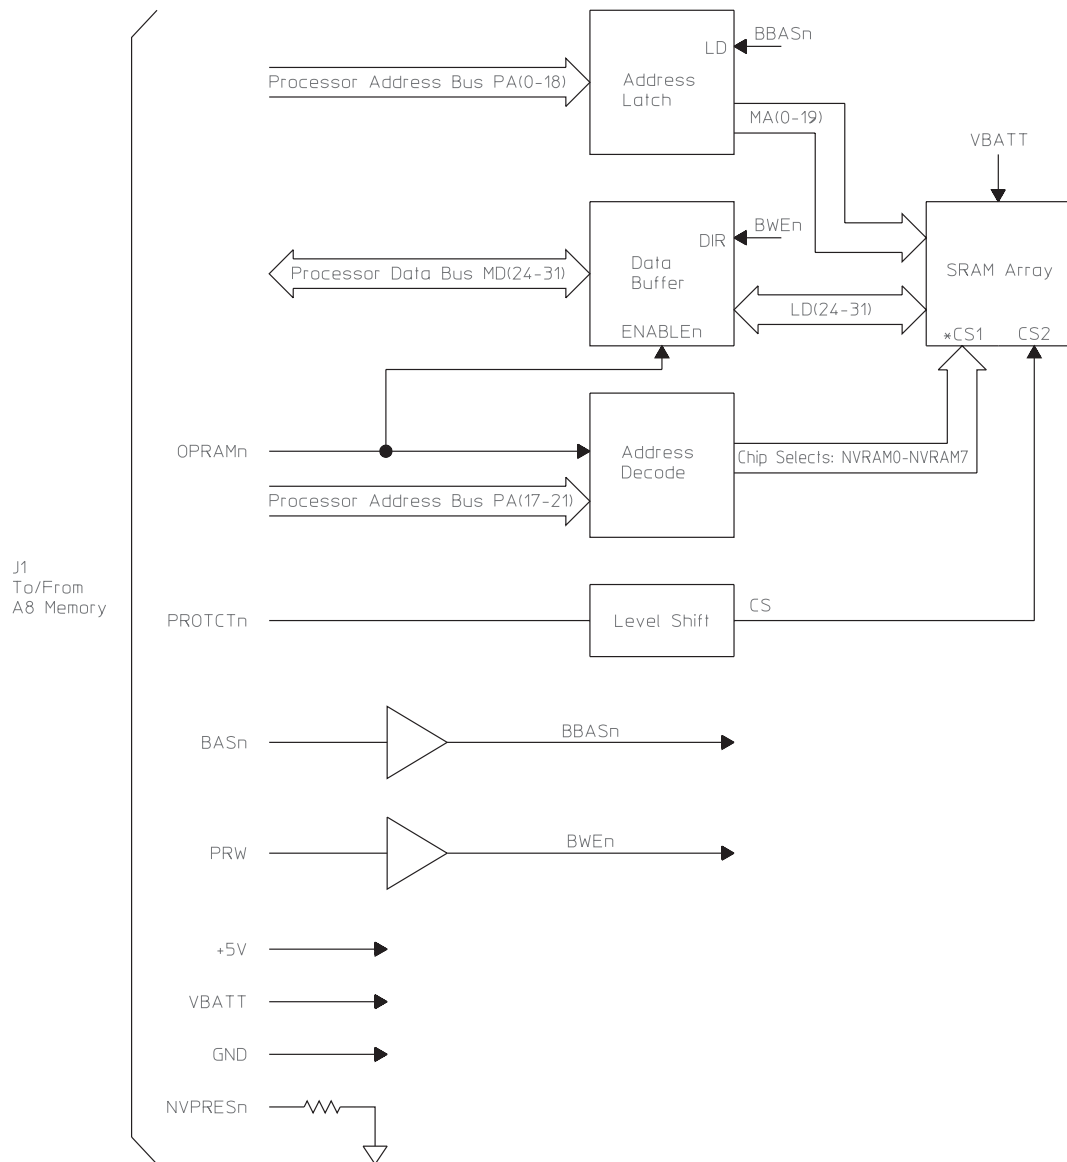 BBASn
LD
Processor Address Bus PA(0-18)
Address
Latch
MA(0-19)
VBATT
BWEn
DIR
Data
Buffer
Processor Data Bus MD(24-31)
SRAM Array
LD(24-31)
ENABLEn
*CS1
CS2
OPRAMn
Address
Decode
Chip Selects: NVRAM0-NVRAM7
Processor Address Bus PA(17-21)
J1
To/From
A8 Memory
PROTCTn
Level Shift
CS
BASn
BBASn
PRW
BWEn
+5V
VBATT
GND
NVPRESn